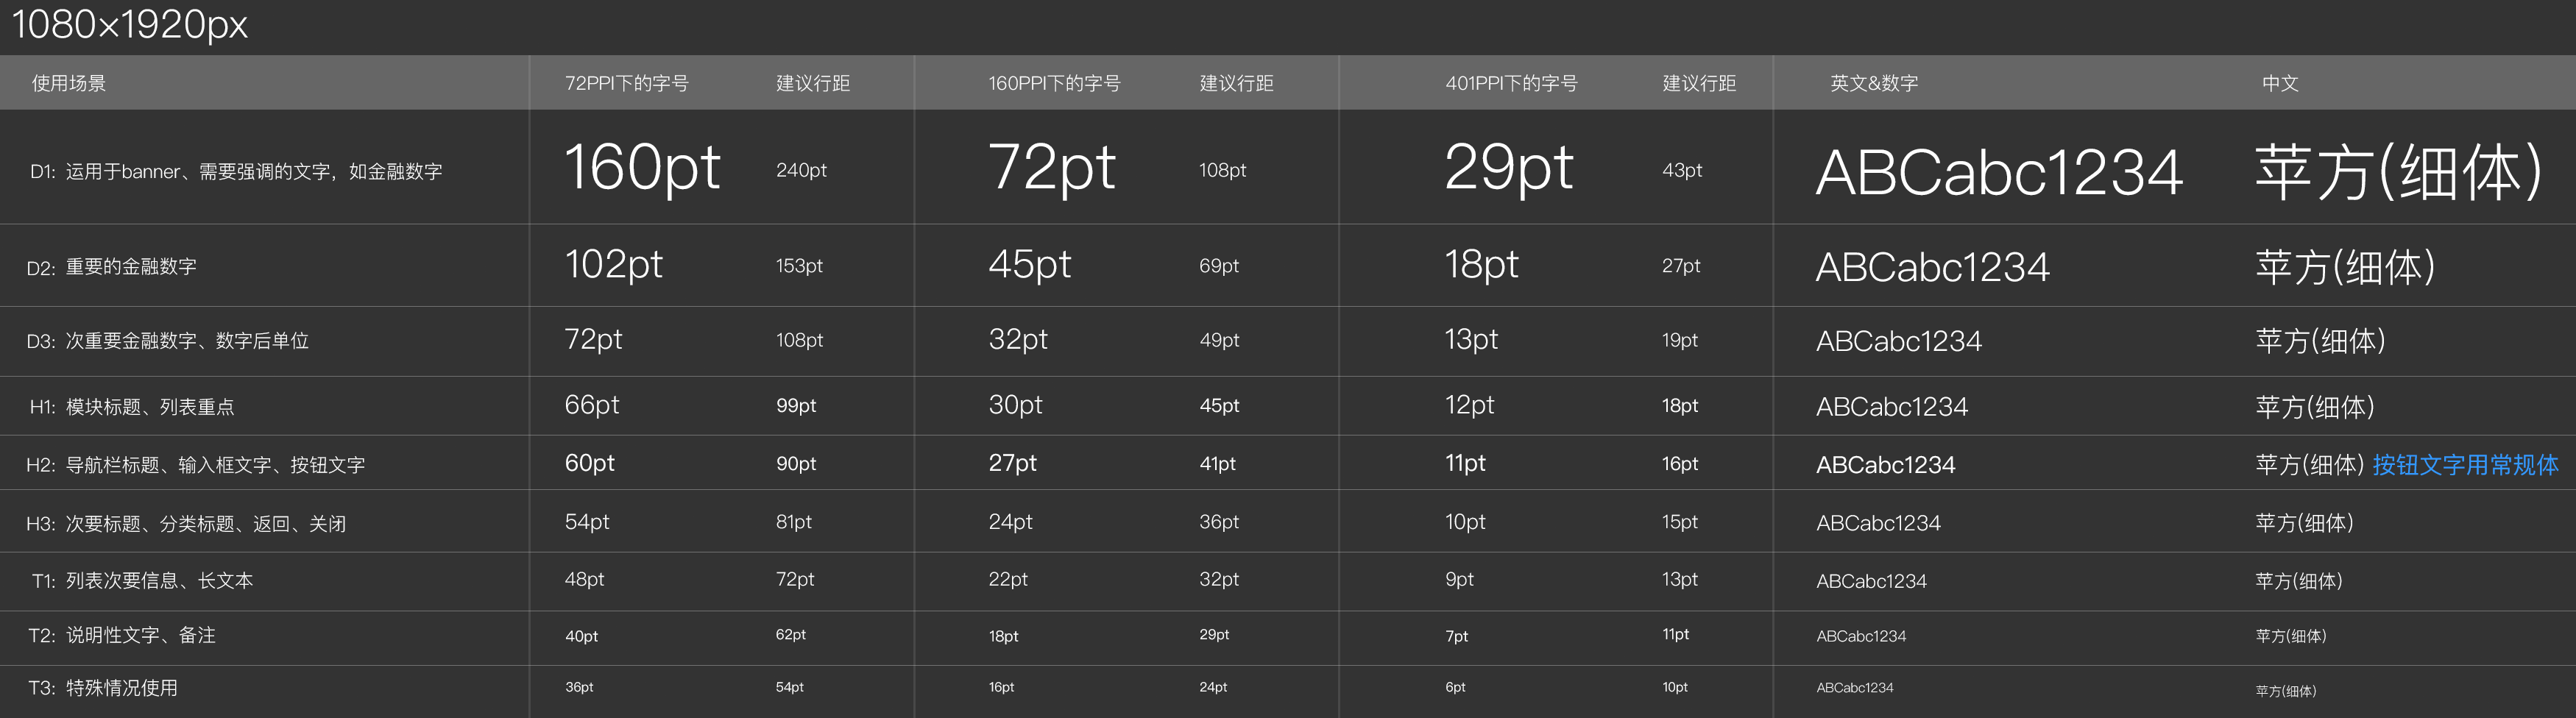 1080×1920px
使用场景 72PPI下的字号 建议行距 160PPI下的字号 建议行距 401PPI下的字号 建议行距 英文&数字 中文
D1: 运用于banner、需要强调的文字，如金融数字 160pt 240pt 72pt 108pt 29pt 43pt ABCabc1234 苹方(细体)
D2: 重要的金融数字 102pt 153pt 45pt 69pt 18pt 27pt ABCabc1234 苹方(细体)
D3: 次重要金融数字、数字后单位 72pt 108pt 32pt 49pt 13pt 19pt ABCabc1234 苹方(细体)
H1: 模块标题、列表重点 66pt 99pt 30pt 45pt 12pt 18pt ABCabc1234 苹方(细体)
H2: 导航栏标题、输入框文字、按钮文字 60pt 90pt 27pt 41pt 11pt 16pt ABCabc1234 苹方(细体) 按钮文字用常规体
H3: 次要标题、分类标题、返回、关闭 54pt 81pt 24pt 36pt 10pt 15pt ABCabc1234 苹方(细体)
T1: 列表次要信息、长文本 48pt 72pt 22pt 32pt 9pt 13pt ABCabc1234 苹方(细体)
T2: 说明性文字、备注 40pt 62pt 18pt 29pt 7pt 11pt ABCabc1234 苹方(细体)
T3: 特殊情况使用 36pt 54pt 16pt 24pt 6pt 10pt ABCabc1234 苹方(细体)